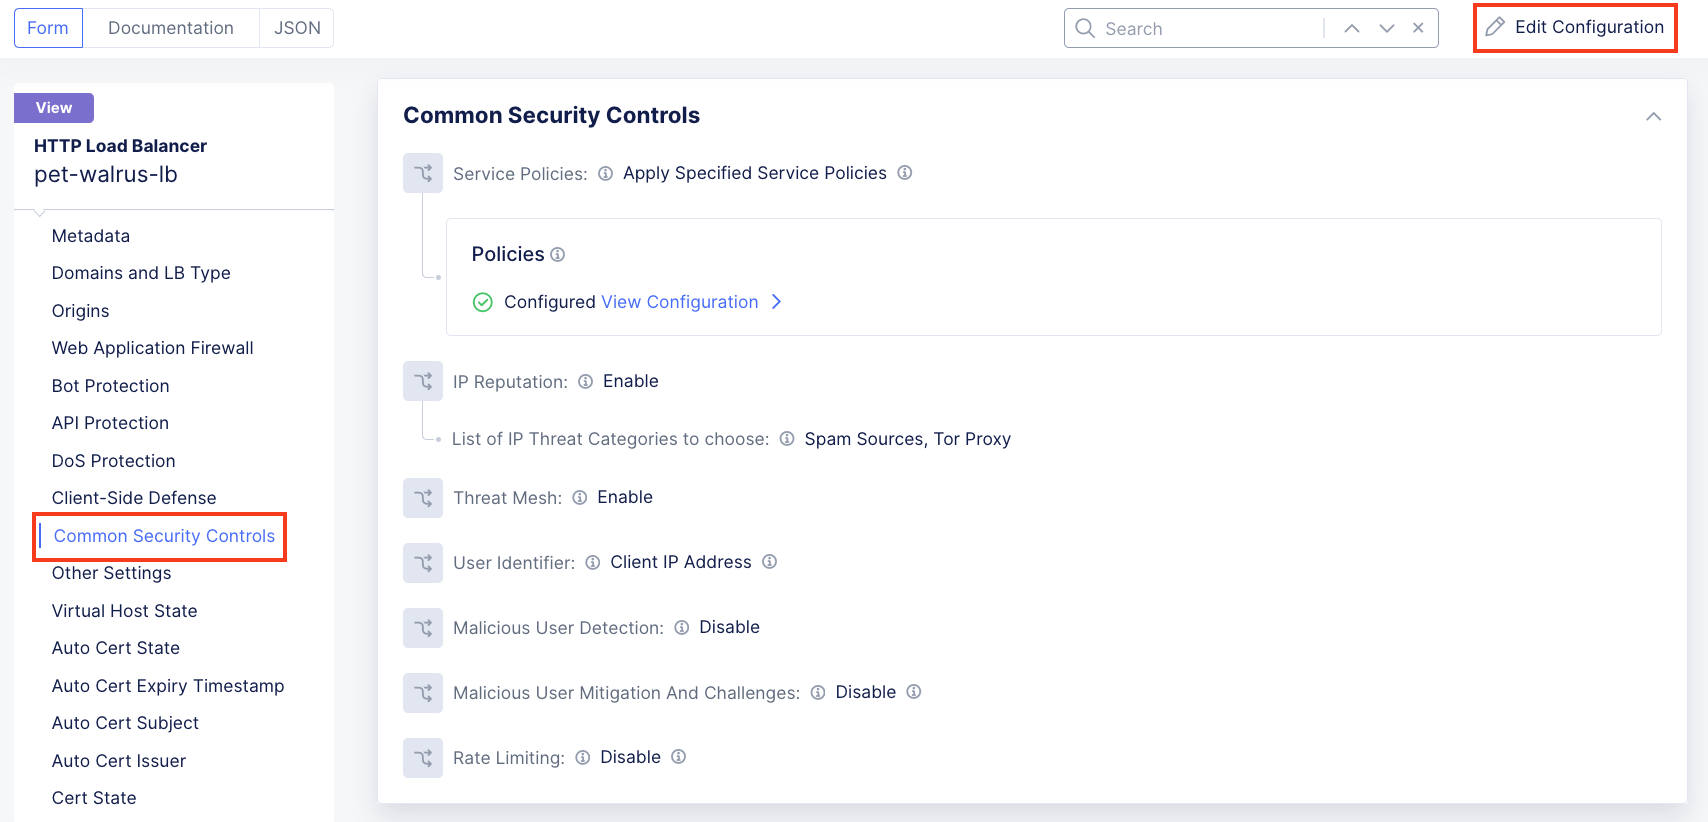 Form Documentation JSON
Search
Edit Configuration
View
HTTP Load Balancer
pet-walrus-lb
Metadata
Domains and LB Type
Origins
Web Application Firewall
Bot Protection
API Protection
DoS Protection
Client-Side Defense
Common Security Controls
Other Settings
Virtual Host State
Auto Cert State
Auto Cert Expiry Timestamp
Auto Cert Subject
Auto Cert Issuer
Cert State
Common Security Controls
Service Policies: Apply Specified Service Policies
Policies
Configured View Configuration
IP Reputation: Enable
List of IP Threat Categories to choose: Spam Sources, Tor Proxy
Threat Mesh: Enable
User Identifier: Client IP Address
Malicious User Detection: Disable
Malicious User Mitigation And Challenges: Disable
Rate Limiting: Disable